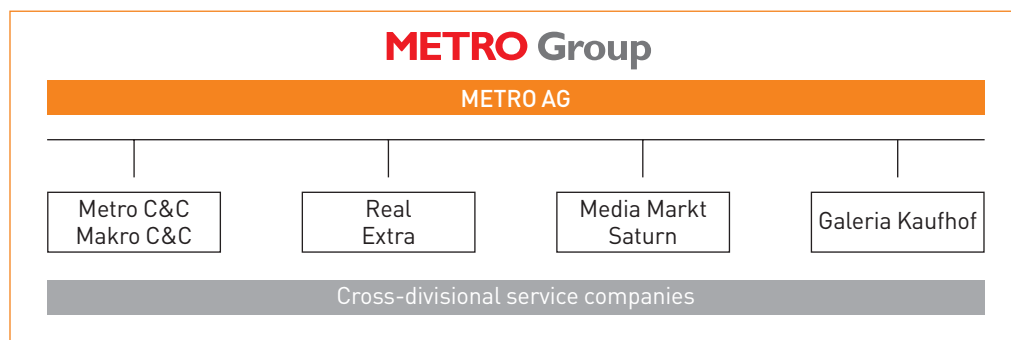 METRO Group
METRO AG
Metro C&C
Makro C&C
Real
Extra
Media Markt
Saturn
Galeria Kaufhof
Cross-divisional service companies